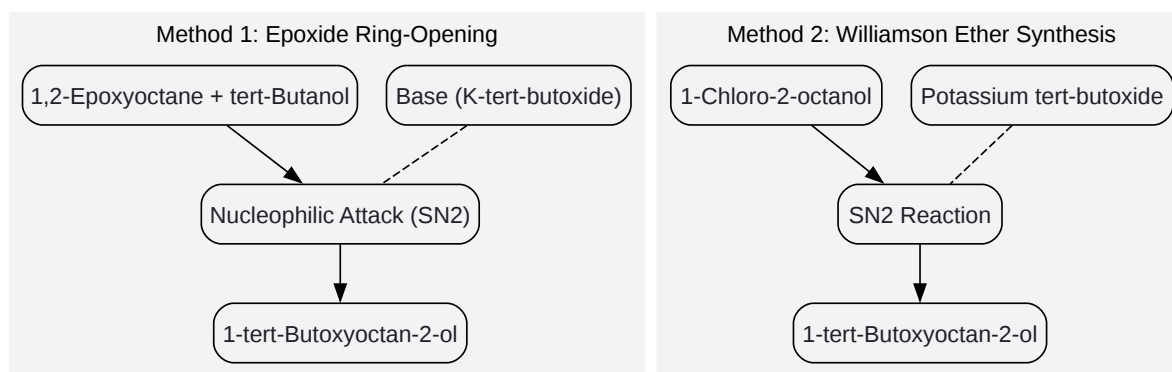 Method 1: Epoxide Ring-Opening
1,2-Epoxyoctane + tert-Butanol
Base (K-tert-butoxide)
Nucleophilic Attack (SN2)
1-tert-Butoxyoctan-2-ol
Method 2: Williamson Ether Synthesis
1-Chloro-2-octanol
Potassium tert-butoxide
SN2 Reaction
1-tert-Butoxyoctan-2-ol